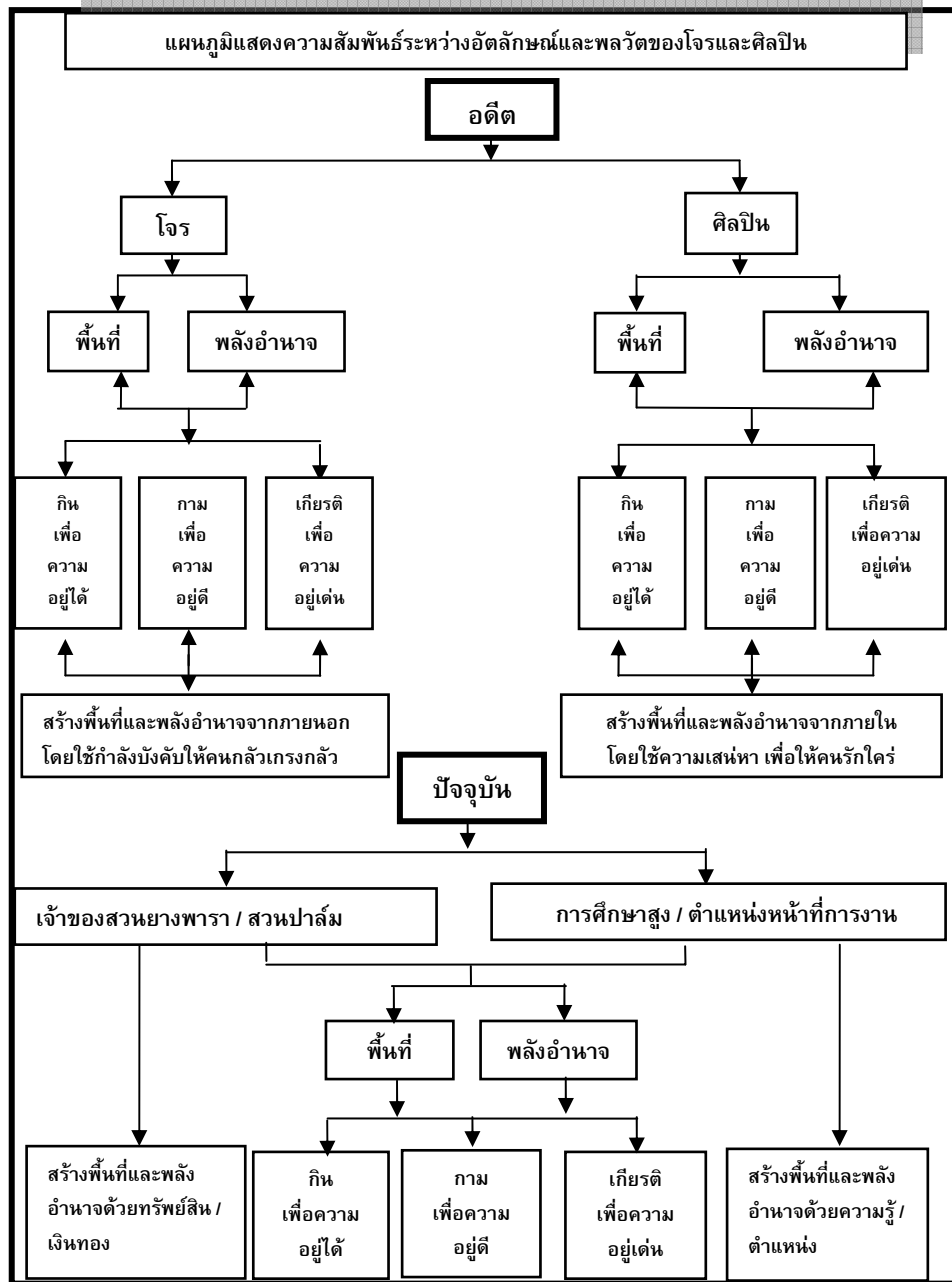 แผนภูมิแสดงความสัมพันธ์ระหว่างอัตลักษณ์และพลวัตของโจรและศิลปิน
อดีต
โจร
ศิลปิน
พื้นที่
พลังอำนาจ
พื้นที่
พลังอำนาจ
กิน
เพื่อ
ความ
อยู่ได้
กาม
เพื่อ
ความ
อยู่ดี
เกียรติ
เพื่อ
ความ
อยู่เด่น
กิน
เพื่อ
ความ
อยู่ได้
กาม
เพื่อ
ความ
อยู่ดี
เกียรติ
เพื่อความ
อยู่เด่น
สร้างพื้นที่และพลังอำนาจจากภายนอก
โดยใช้กำลังบังคับให้คนกลัวเกรงกลัว
สร้างพื้นที่และพลังอำนาจจากภายใน
โดยใช้ความเสน่หา เพื่อให้คนรักใคร่
ปัจจุบัน
เจ้าของสวนยางพารา / สวนปาล์ม
การศึกษาสูง / ตำแหน่งหน้าที่การงาน
พื้นที่
พลังอำนาจ
สร้างพื้นที่และพลัง
อำนาจด้วยทรัพย์สิน /
เงินทอง
กิน
เพื่อความ
อยู่ได้
กาม
เพื่อความ
อยู่ดี
เกียรติ
เพื่อความ
อยู่เด่น
สร้างพื้นที่และพลัง
อำนาจด้วยความรู้ /
ตำแหน่ง